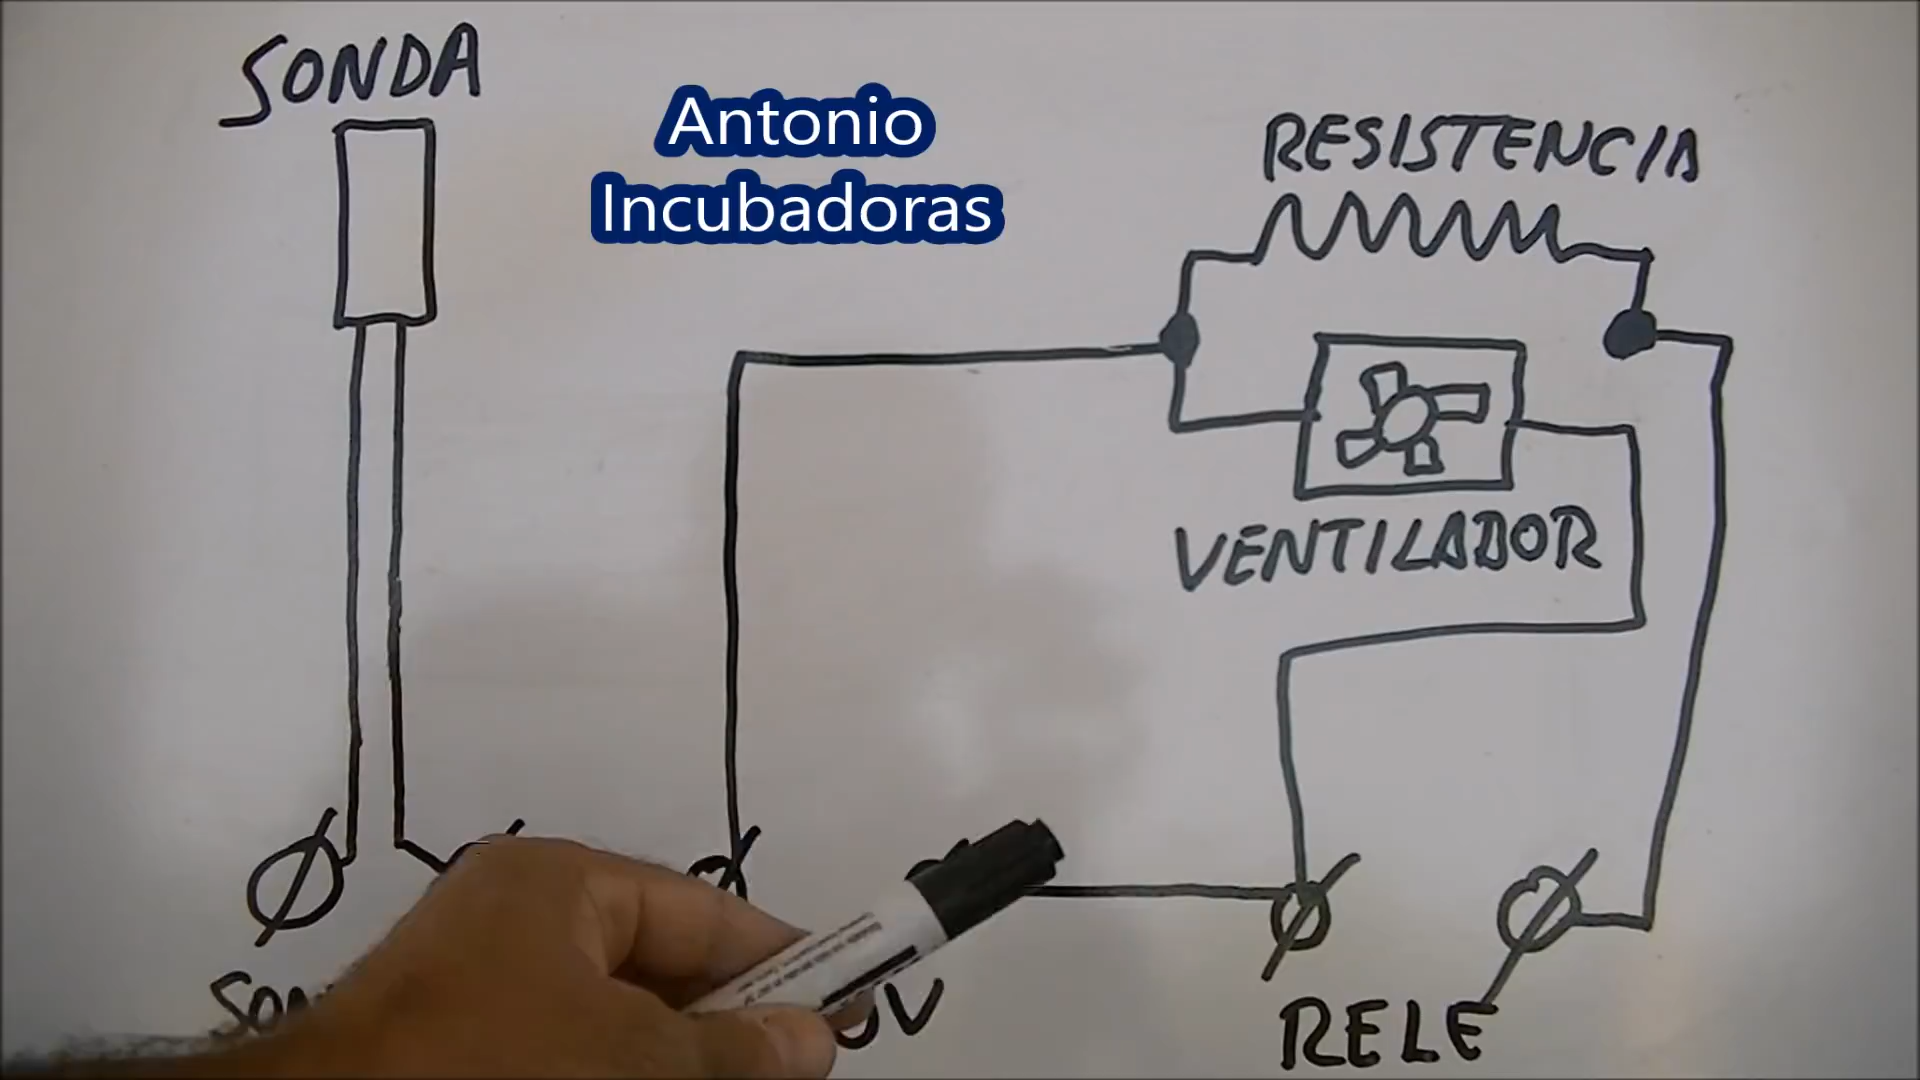 SONDA
Antonio
Incubadoras
RESISTENCIA
VENTILADOR
RELE